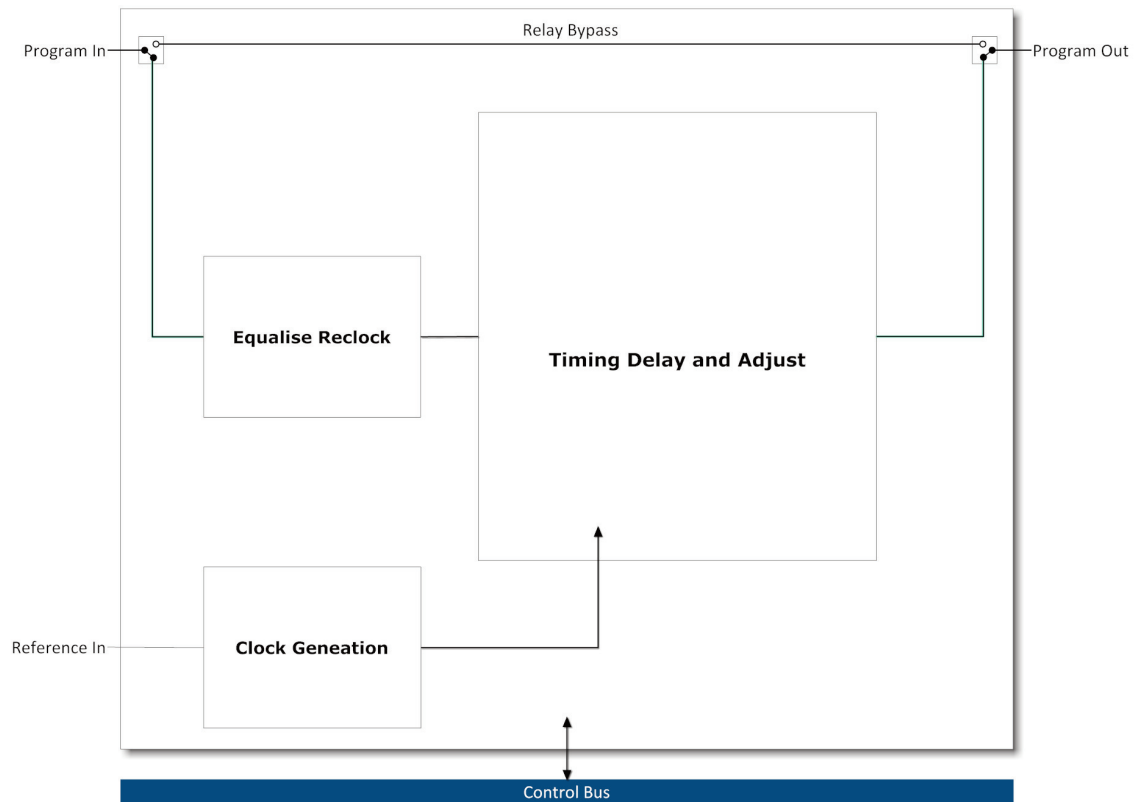 Relay Bypass
Program In
Program Out
Equalise Reclock
Timing Delay and Adjust
Reference In
Clock Geneation
Control Bus